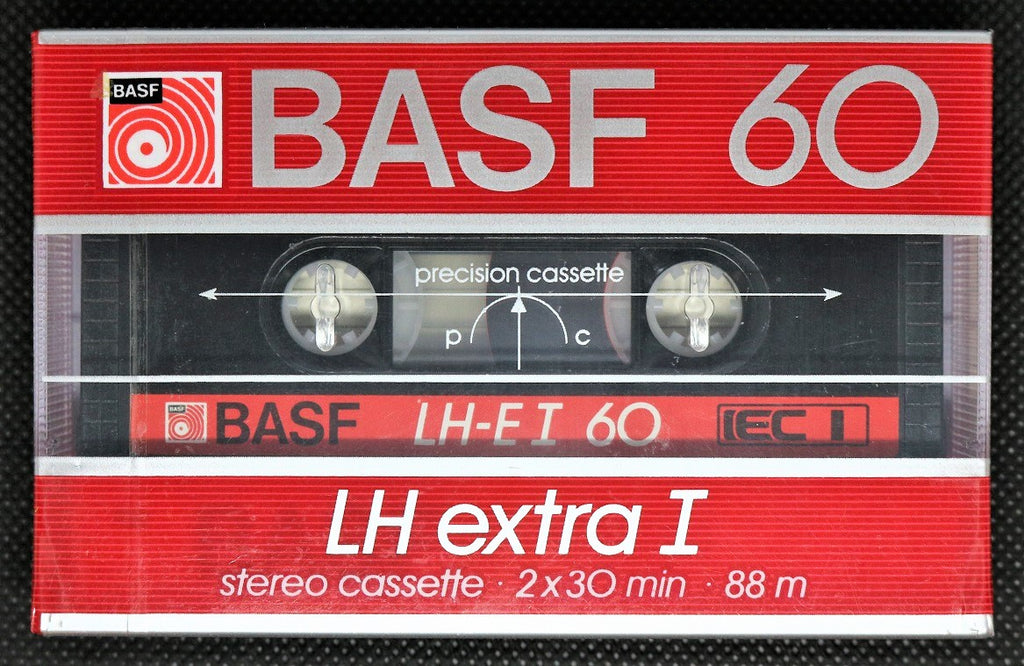 BASF
BASF 60
precision cassette
p c
BASF
BASF LH-E I 60 IEC I
LH extra I
stereo cassette · 2x30 min · 88 m